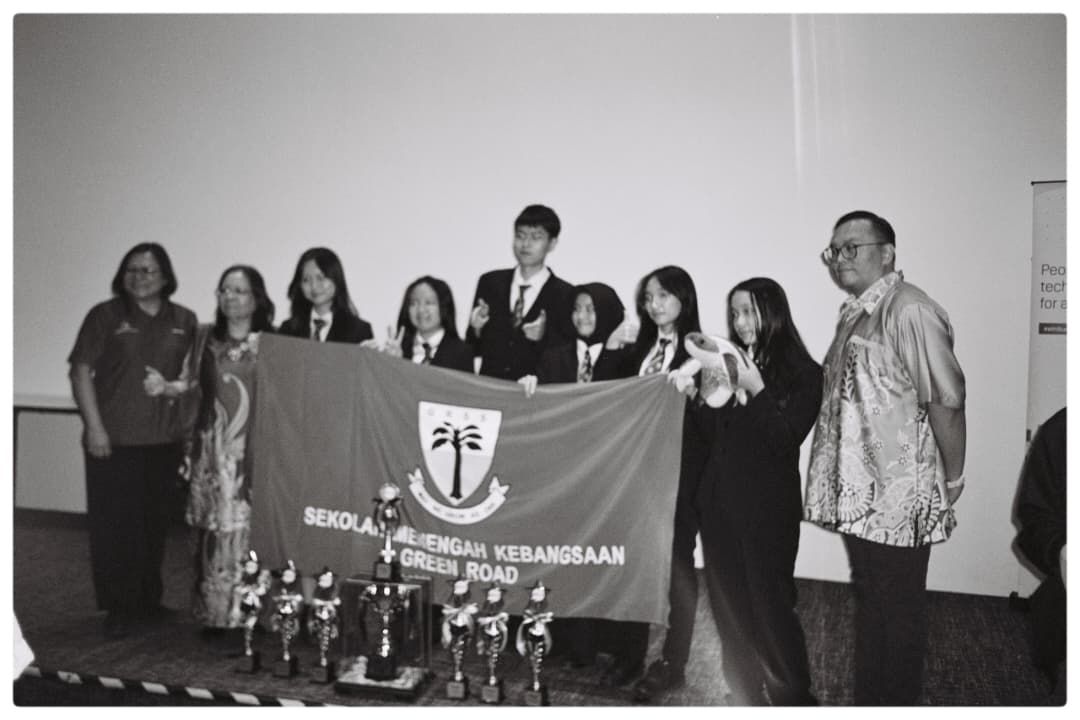 G R S S
SEKOLAH MENENGAH KEBANGSAAN
GREEN ROAD
Peo
tech
for a